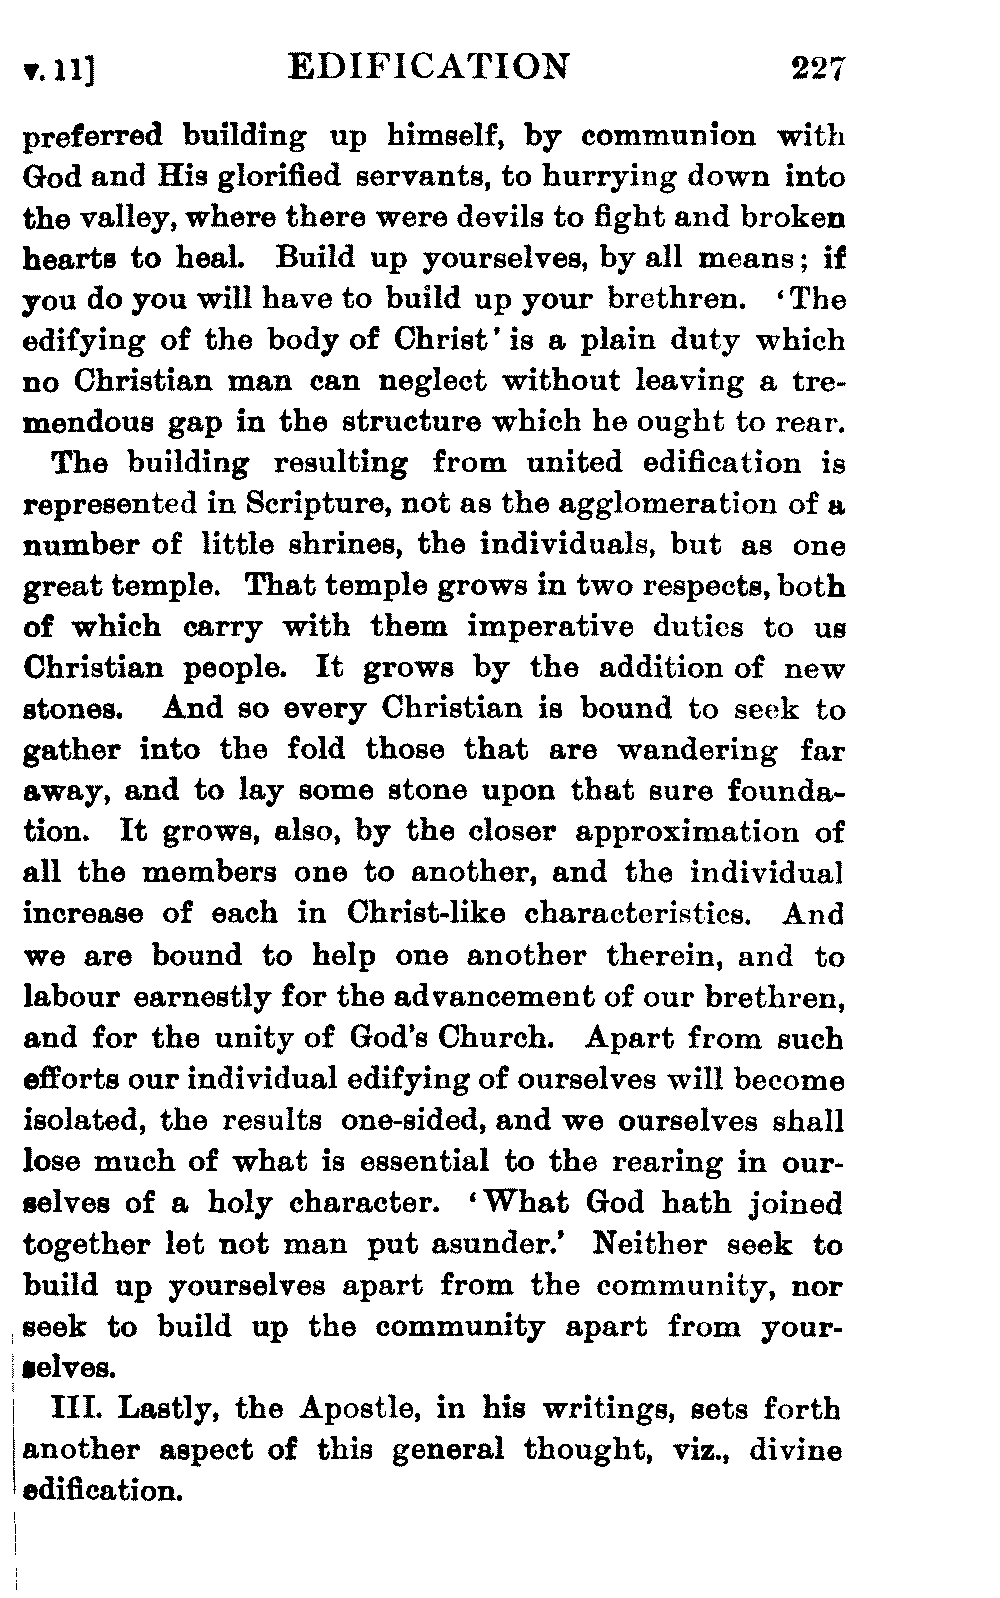 v. 11] EDIFICATION 227
preferred building up himself, by communion with
God and His glorified servants, to hurrying down into
the valley, where there were devils to fight and broken
hearts to heal. Build up yourselves, by all means; if
you do you will have to build up your brethren. 'The
edifying of the body of Christ' is a plain duty which
no Christian man can neglect without leaving a tre-
mendous gap in the structure which he ought to rear.
The building resulting from united edification is
represented in Scripture, not as the agglomeration of a
number of little shrines, the individuals, but as one
great temple. That temple grows in two respects, both
of which carry with them imperative duties to us
Christian people. It grows by the addition of new
stones. And so every Christian is bound to seek to
gather into the fold those that are wandering far
away, and to lay some stone upon that sure founda-
tion. It grows, also, by the closer approximation of
all the members one to another, and the individual
increase of each in Christ-like characteristics. And
we are bound to help one another therein, and to
labour earnestly for the advancement of our brethren,
and for the unity of God's Church. Apart from such
efforts our individual edifying of ourselves will become
isolated, the results one-sided, and we ourselves shall
lose much of what is essential to the rearing in our-
selves of a holy character. 'What God hath joined
together let not man put asunder.' Neither seek to
build up yourselves apart from the community, nor
seek to build up the community apart from your-
selves.
III. Lastly, the Apostle, in his writings, sets forth
another aspect of this general thought, viz., divine
edification.